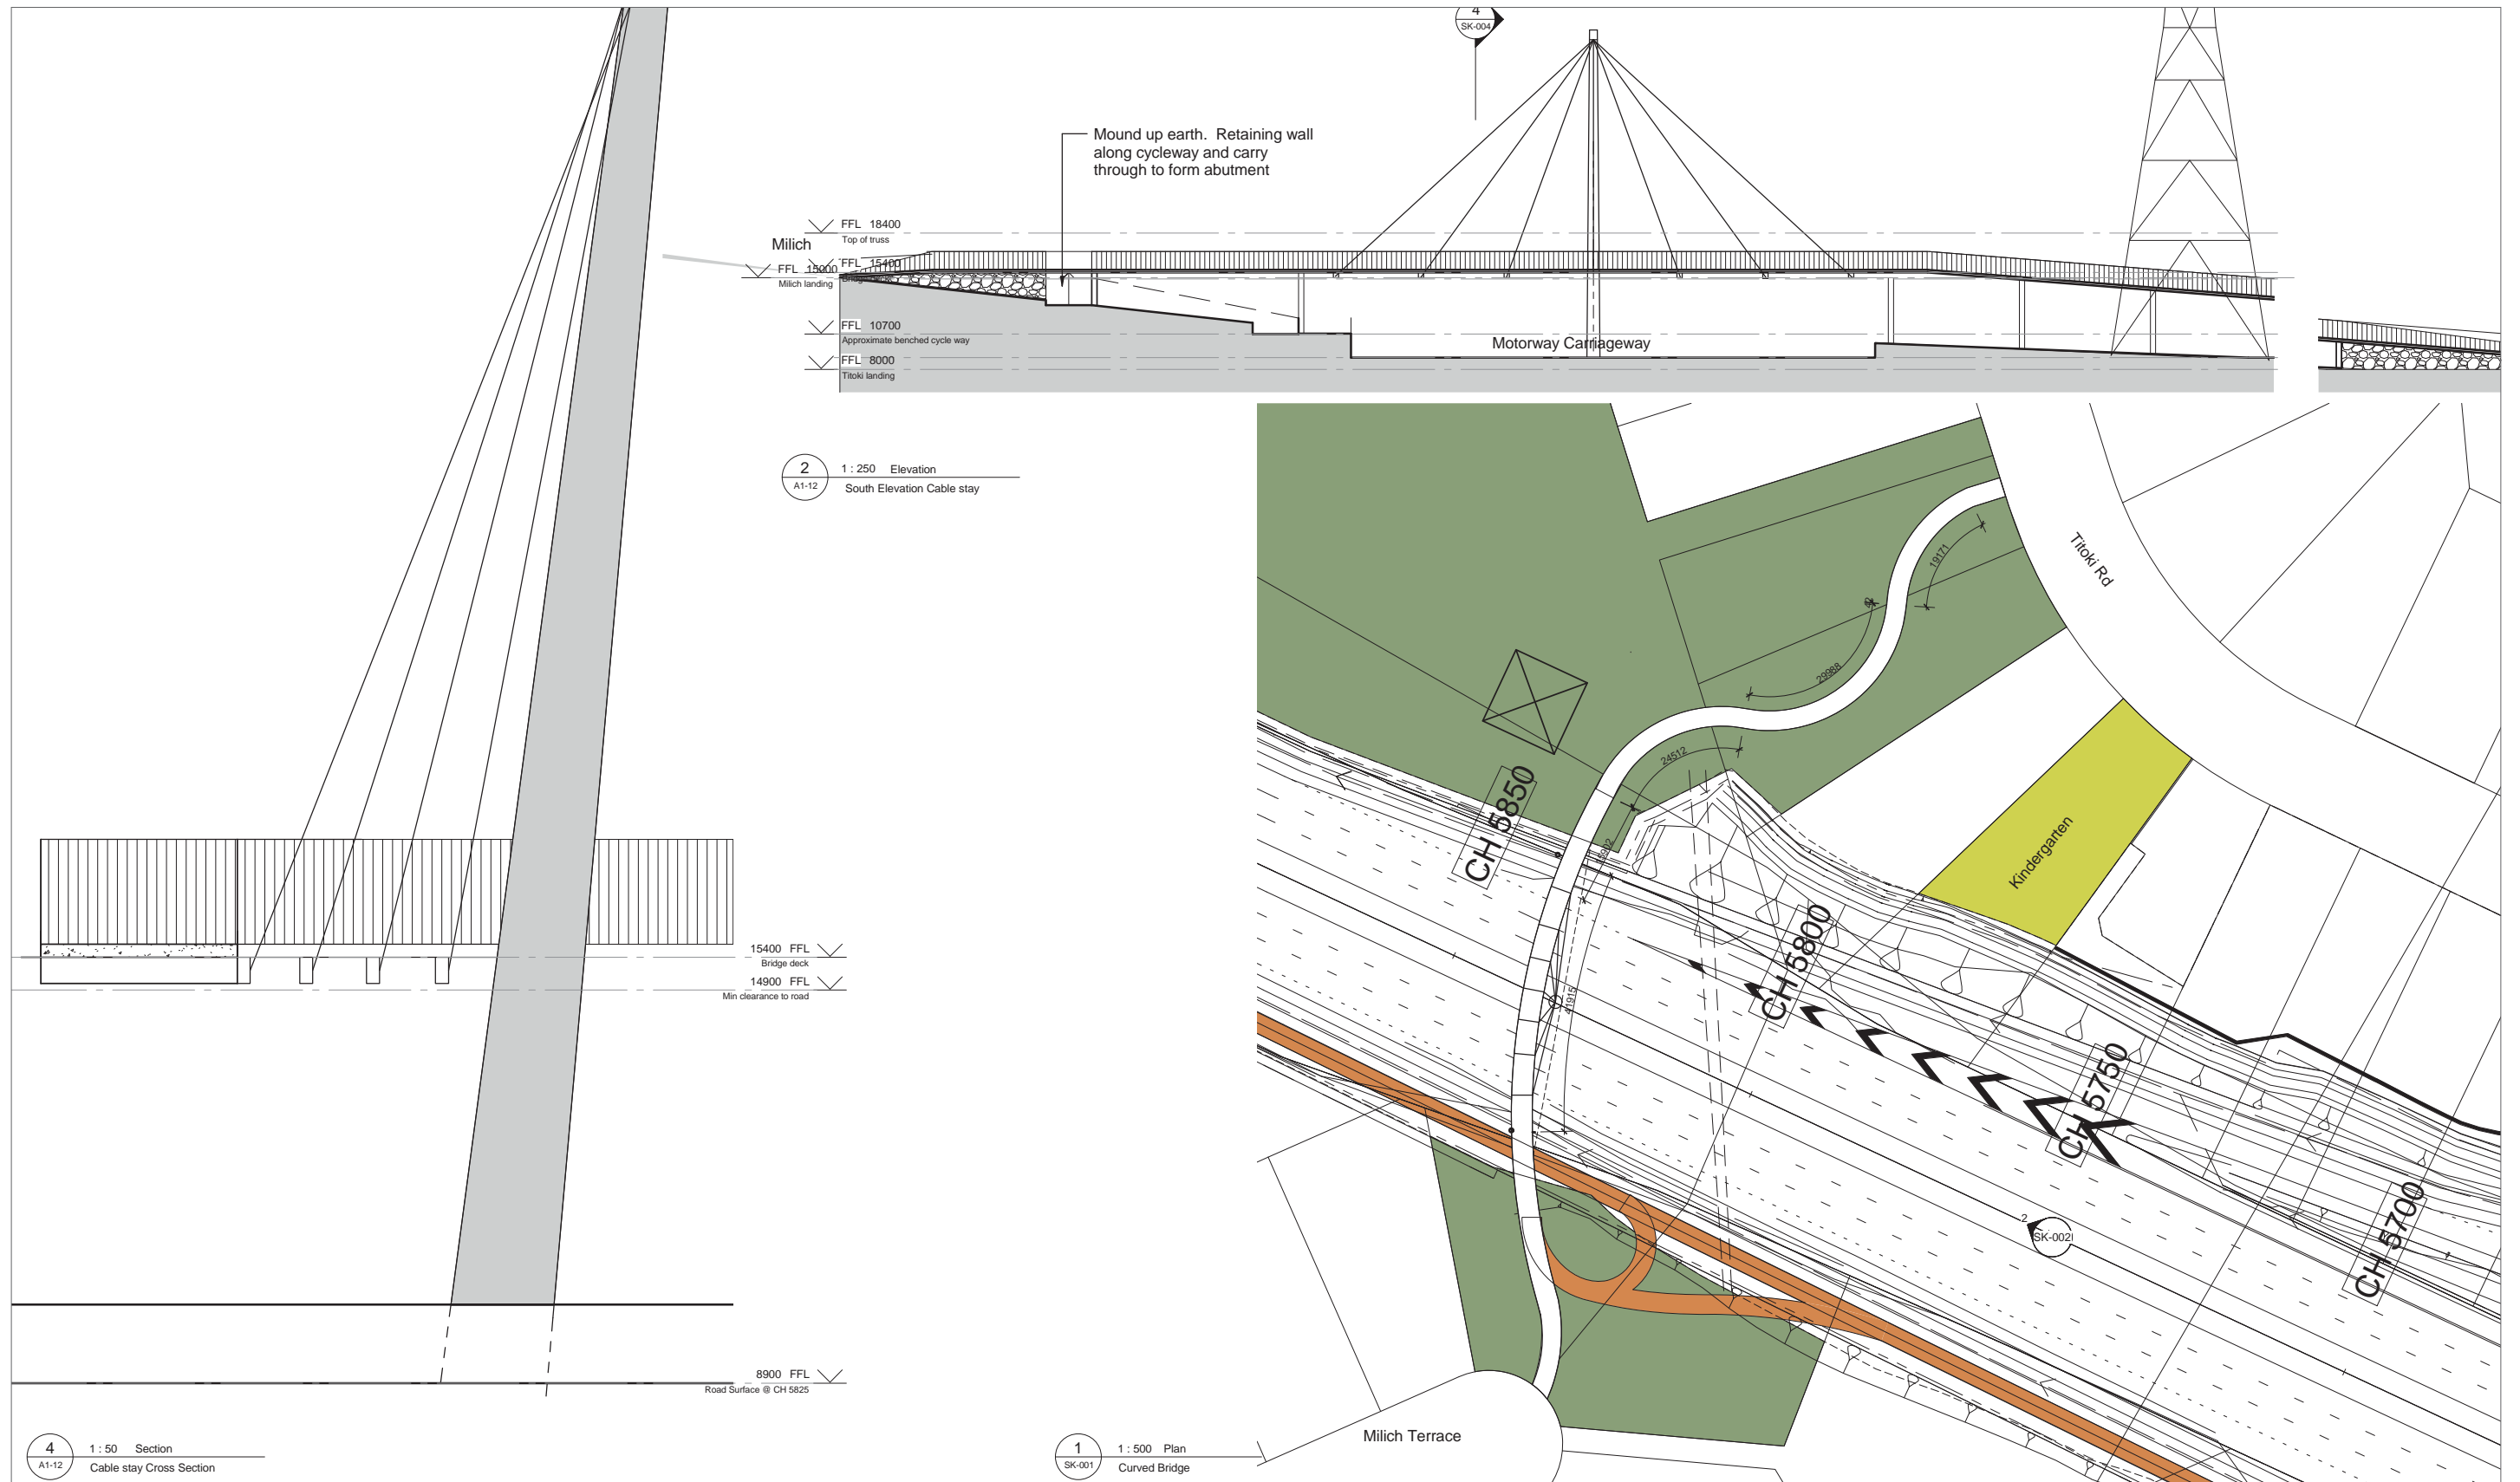 4
SK-004
Mound up earth.  Retaining wall
along cycleway and carry
through to form abutment
FFL 18400
Top of truss
Milich
FFL 15400
FFL 15000
Milich landing
FFL 10700
Approximate benched cycle way
Motorway Carriageway
FFL 8000
Titoki landing
2
A1-12
1 : 250 Elevation
South Elevation Cable stay
15400 FFL
Bridge deck
14900 FFL
Min clearance to road
8900 FFL
Road Surface @ CH 5825
4
A1-12
1 : 50 Section
Cable stay Cross Section
1
SK-001
1 : 500 Plan
Curved Bridge
Titoki Rd
19171
29988
24512
41915
CH 5850
CH 5800
CH 5750
CH 5700
Kindergarten
2
SK-002
Milich Terrace